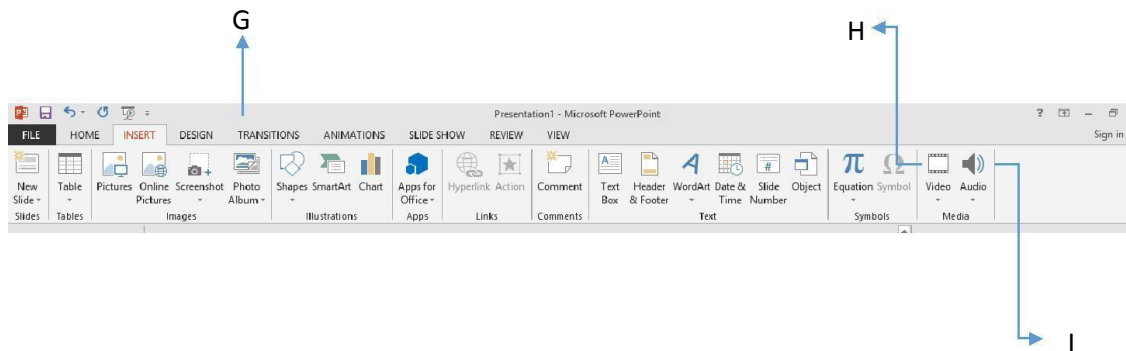 G
H
Presentation1 - Microsoft PowerPoint
?
FILE HOME INSERT DESIGN TRANSITIONS ANIMATIONS SLIDE SHOW REVIEW VIEW Sign in
New Table Pictures Online Screenshot Photo Shapes SmartArt Chart Apps for Hyperlink Action Comment Text Header WordArt Date & Slide Object Equation Symbol Video Audio
Slide Pictures Album Office Box & Footer Time Number
Slides Tables Images Illustrations Apps Links Comments Text Symbols Media
I